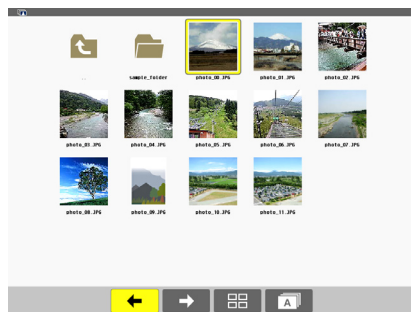 ..
sample_folder photo_00.JPG photo_01.JPG photo_02.JPG
photo_03.JPG photo_04.JPG photo_05.JPG photo_06.JPG photo_07.JPG
photo_08.JPG photo_09.JPG photo_10.JPG photo_11.JPG
A